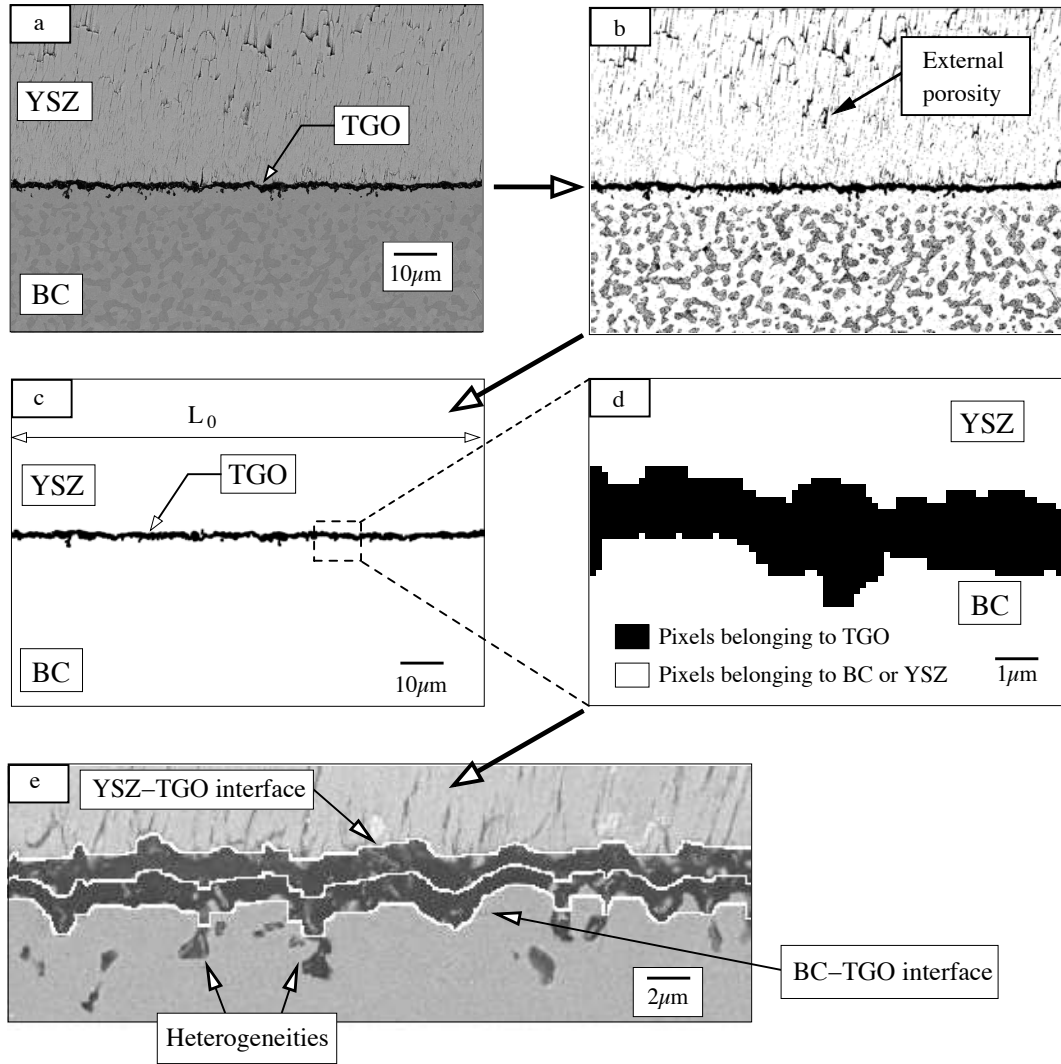 a
YSZ
TGO
10μm
BC
b
External
porosity
c
L0
YSZ
TGO
BC
10μm
d
YSZ
BC
Pixels belonging to TGO
Pixels belonging to BC or YSZ
1μm
e
YSZ–TGO interface
BC–TGO interface
2μm
Heterogeneities